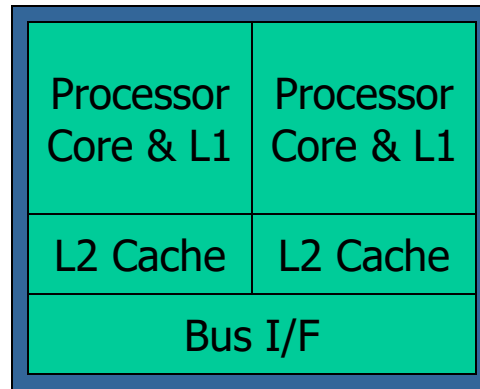 Processor
Core & L1
Processor
Core & L1
L2 Cache
L2 Cache
Bus I/F